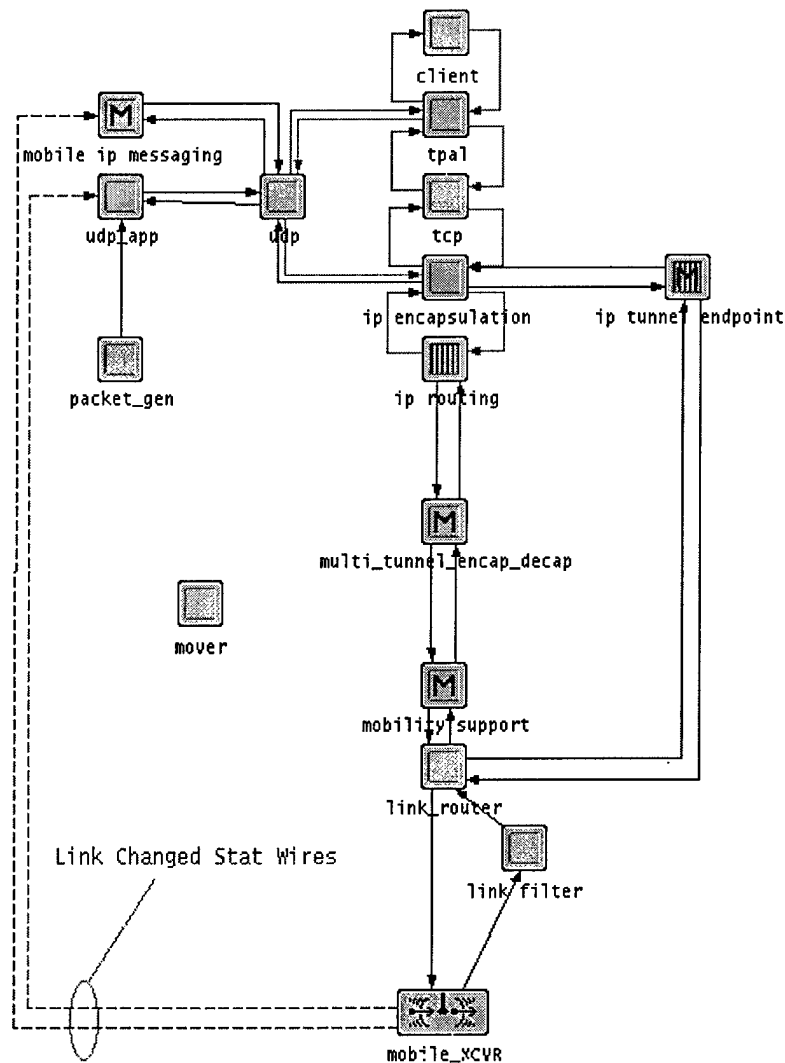 client
mobile ip messaging
tpal
udp_app
udp
tcp
ip encapsulation
ip tunnel endpoint
packet_gen
ip routing
multi_tunnel_encap_decap
mover
mobility support
link_router
Link Changed Stat Wires
link filter
mobile_XCVR